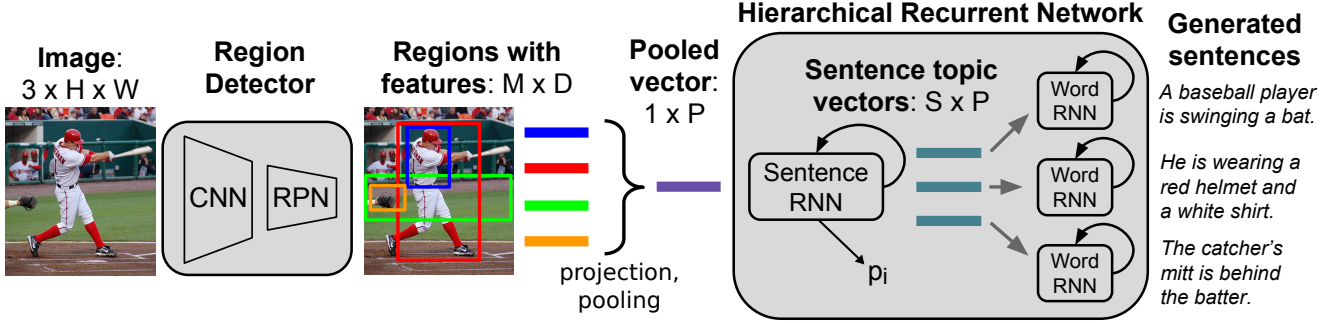 Image:
3 x H x W
Region
Detector
CNN
RPN
Regions with
features: M x D
projection,
pooling
Pooled
vector:
1 x P
Hierarchical Recurrent Network
Sentence topic
vectors: S x P
Sentence
RNN
pi
Word
RNN
Word
RNN
Word
RNN
Generated
sentences
A baseball player
is swinging a bat.
He is wearing a
red helmet and
a white shirt.
The catcher's
mitt is behind
the batter.